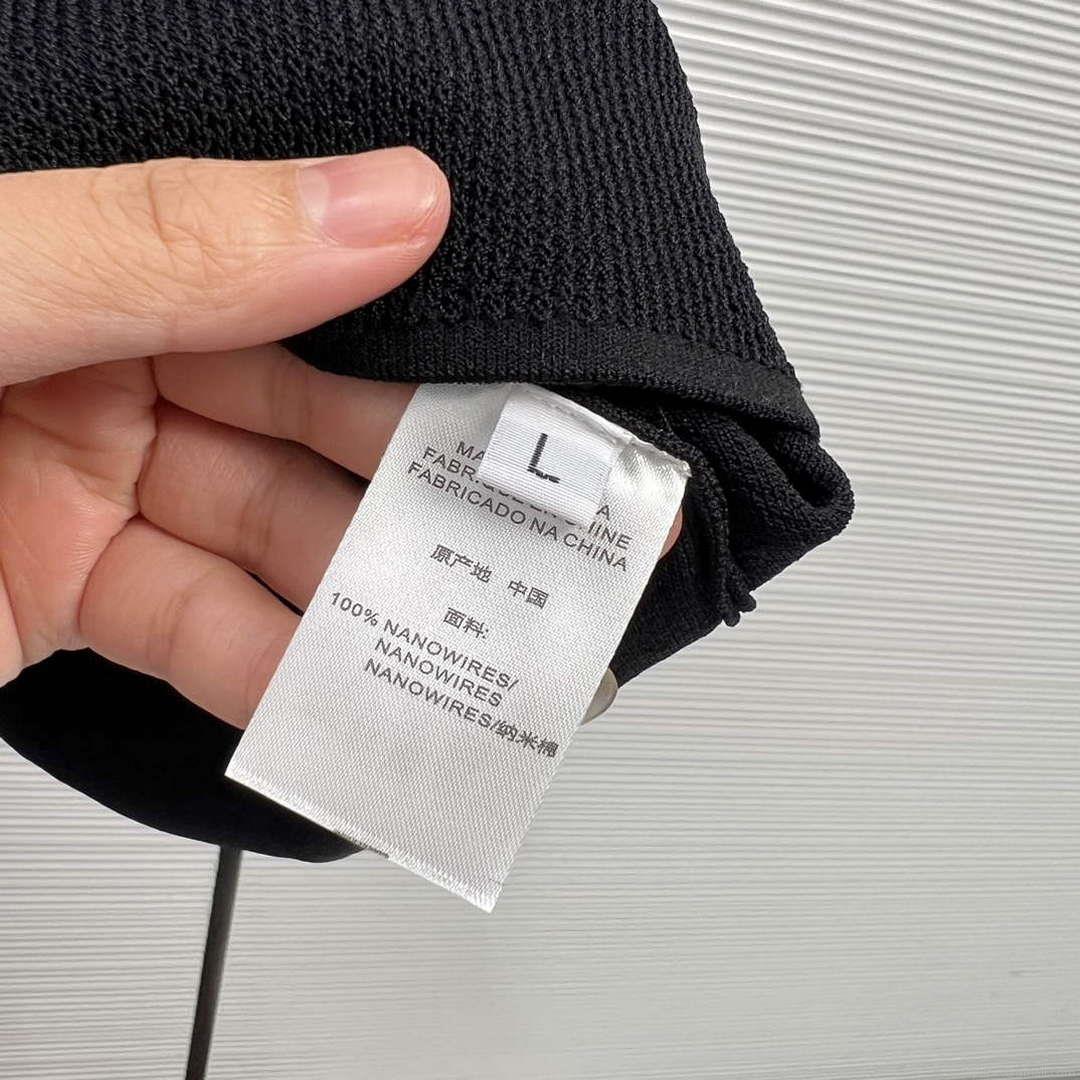 L
FABRICADO NA CHINA
原产地 中国
面料:
100% NANOWIRES/
NANOWIRES
NANOWIRES/纳米棉